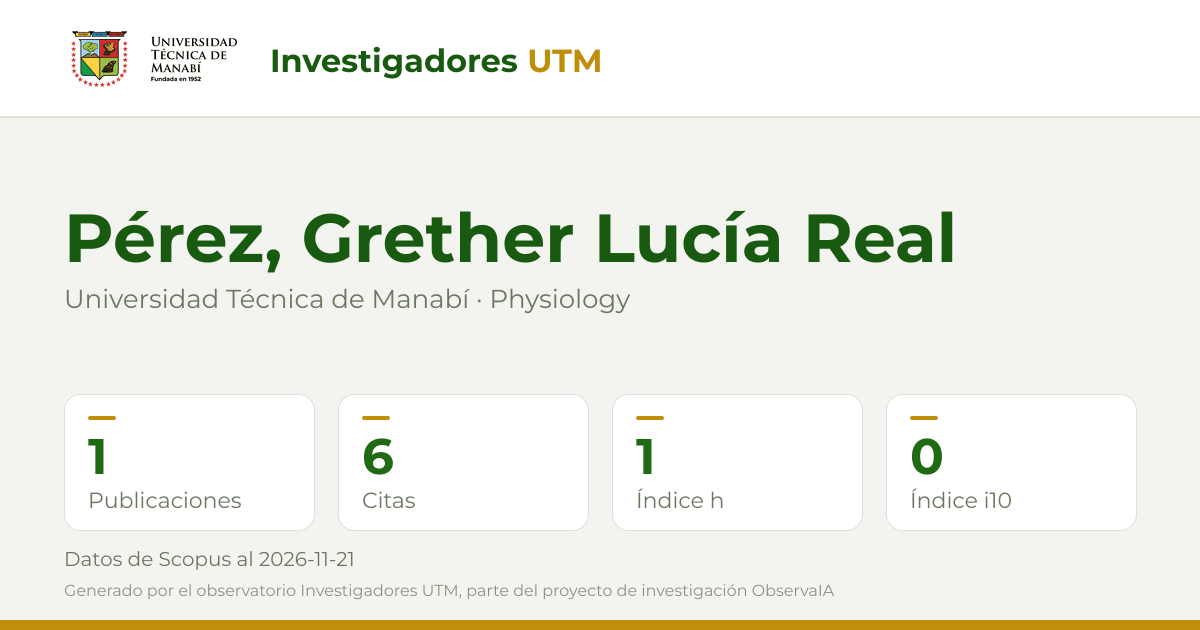 UNIVERSIDAD
TÉCNICA DE
MANABÍ
Fundada en 1952
Investigadores UTM
Pérez, Grether Lucía Real
Universidad Técnica de Manabí · Physiology
1
Publicaciones
6
Citas
1
Índice h
0
Índice i10
Datos de Scopus al 2026-11-21
Generado por el observatorio Investigadores UTM, parte del proyecto de investigación ObservaIA